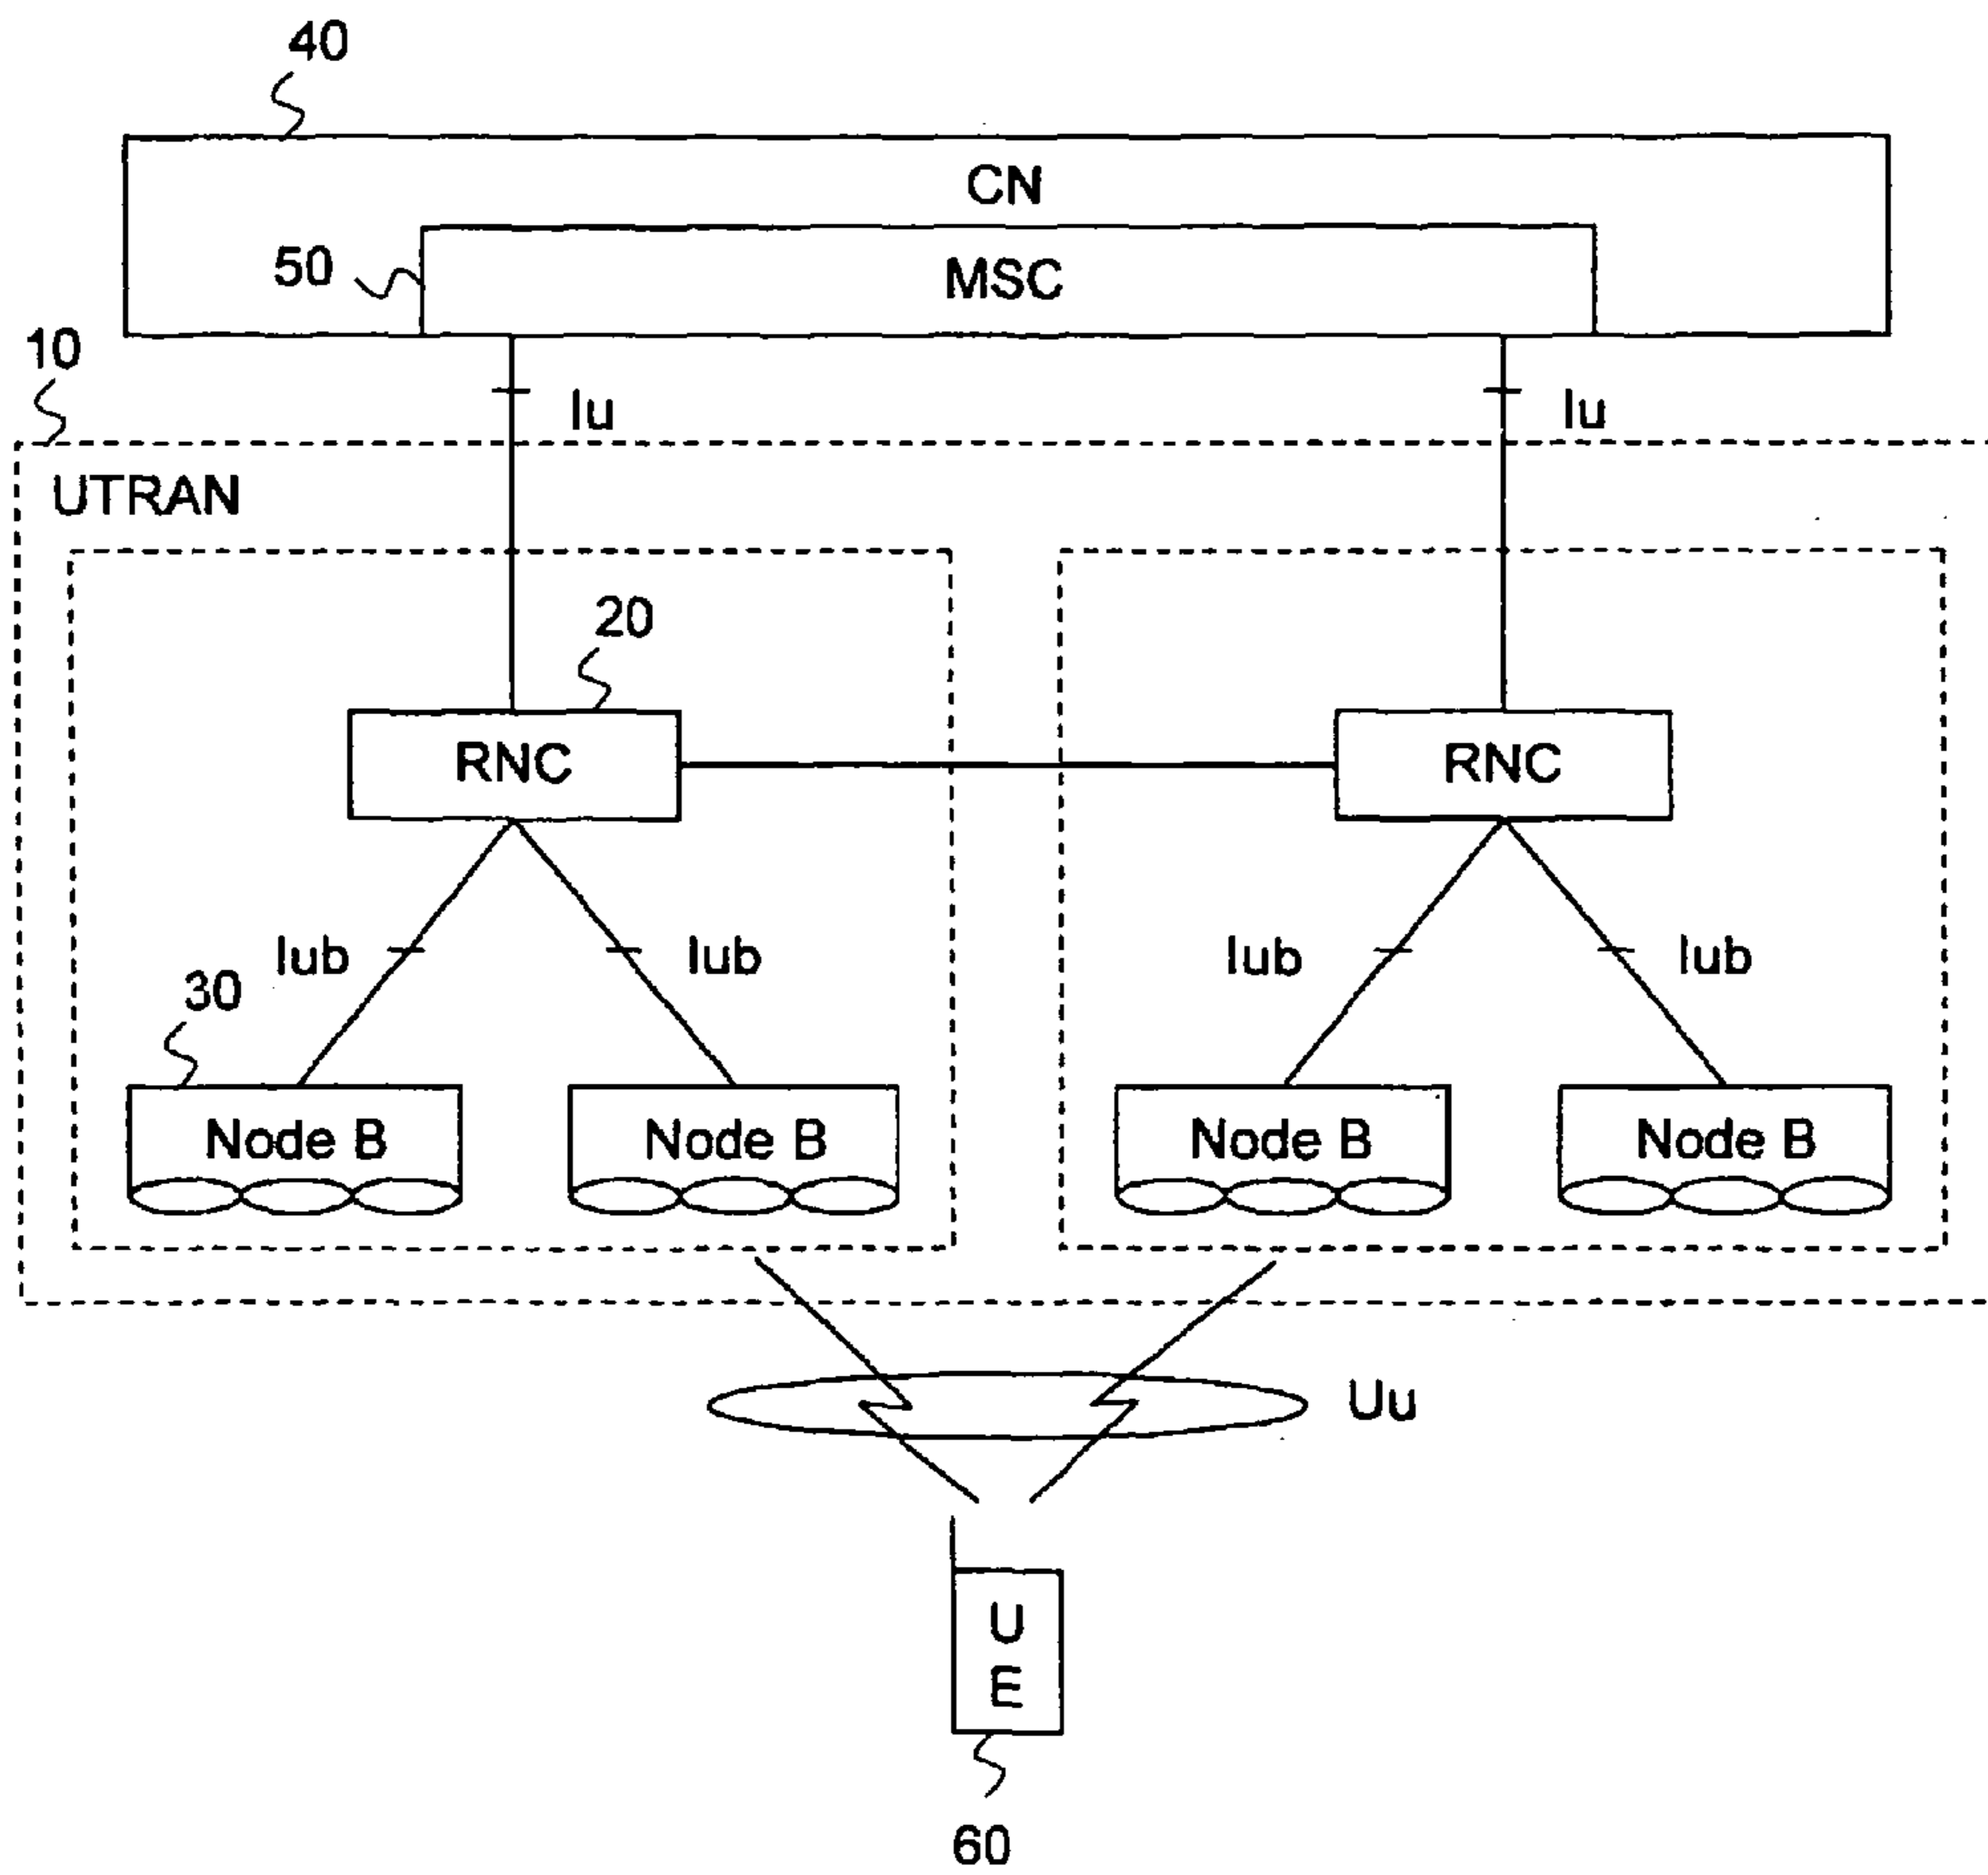 40
CN
50
MSC
10
Iu
Iu
UTRAN
20
RNC
RNC
Iub
Iub
Iub
Iub
30
Node B
Node B
Node B
Node B
Uu
U
E
60